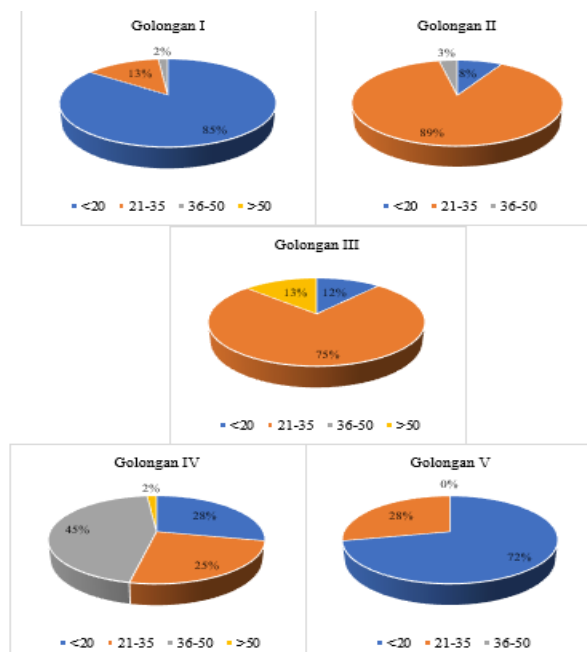 Golongan I
2%
13%
85%
<20 21-35 36-50 >50
Golongan II
3%
8%
89%
<20 21-35 36-50
Golongan III
13%
12%
75%
<20 21-35 36-50 >50
Golongan IV
2%
28%
45%
25%
<20 21-35 36-50 >50
Golongan V
0%
28%
72%
<20 21-35 36-50